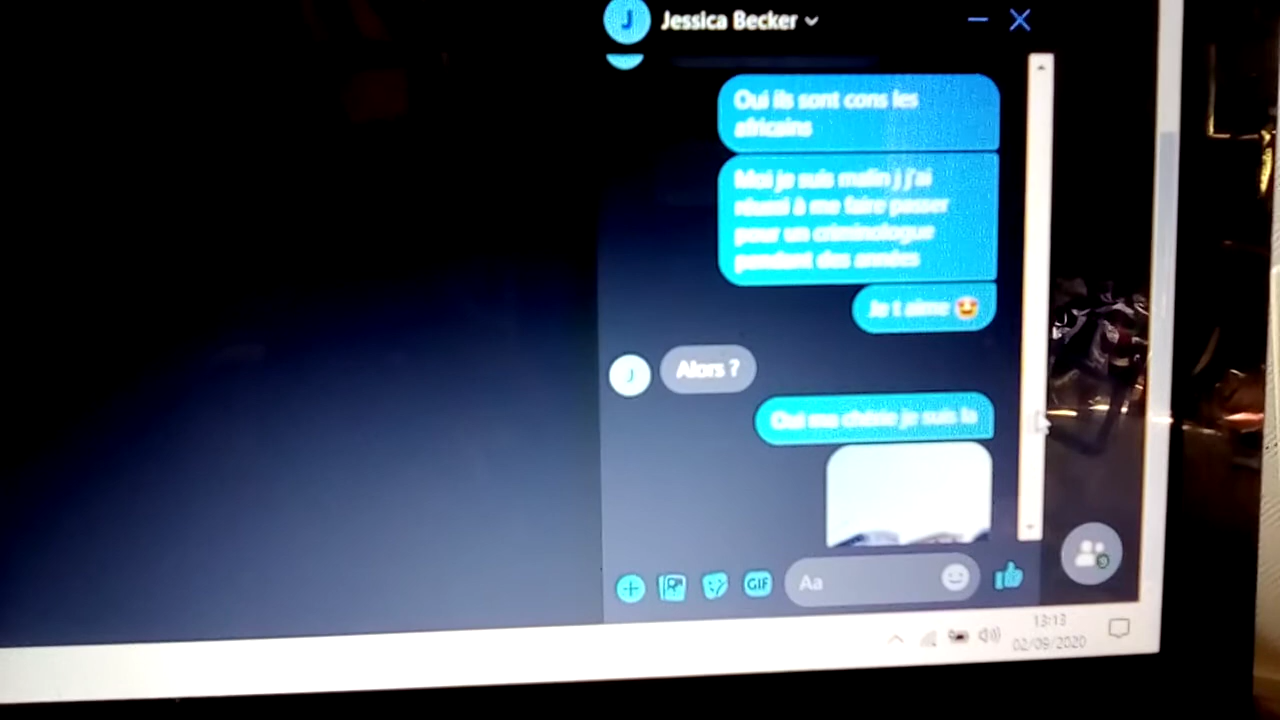 J Jessica Becker
Oui ils sont cons les
africains
Moi je suis malin j j'ai
réussi à me faire passer
pour un criminologue
pendant des années
Je t aime
J Alors ?
Oui ma chérie je suis la
GIF Aa
13:13
02/09/2020